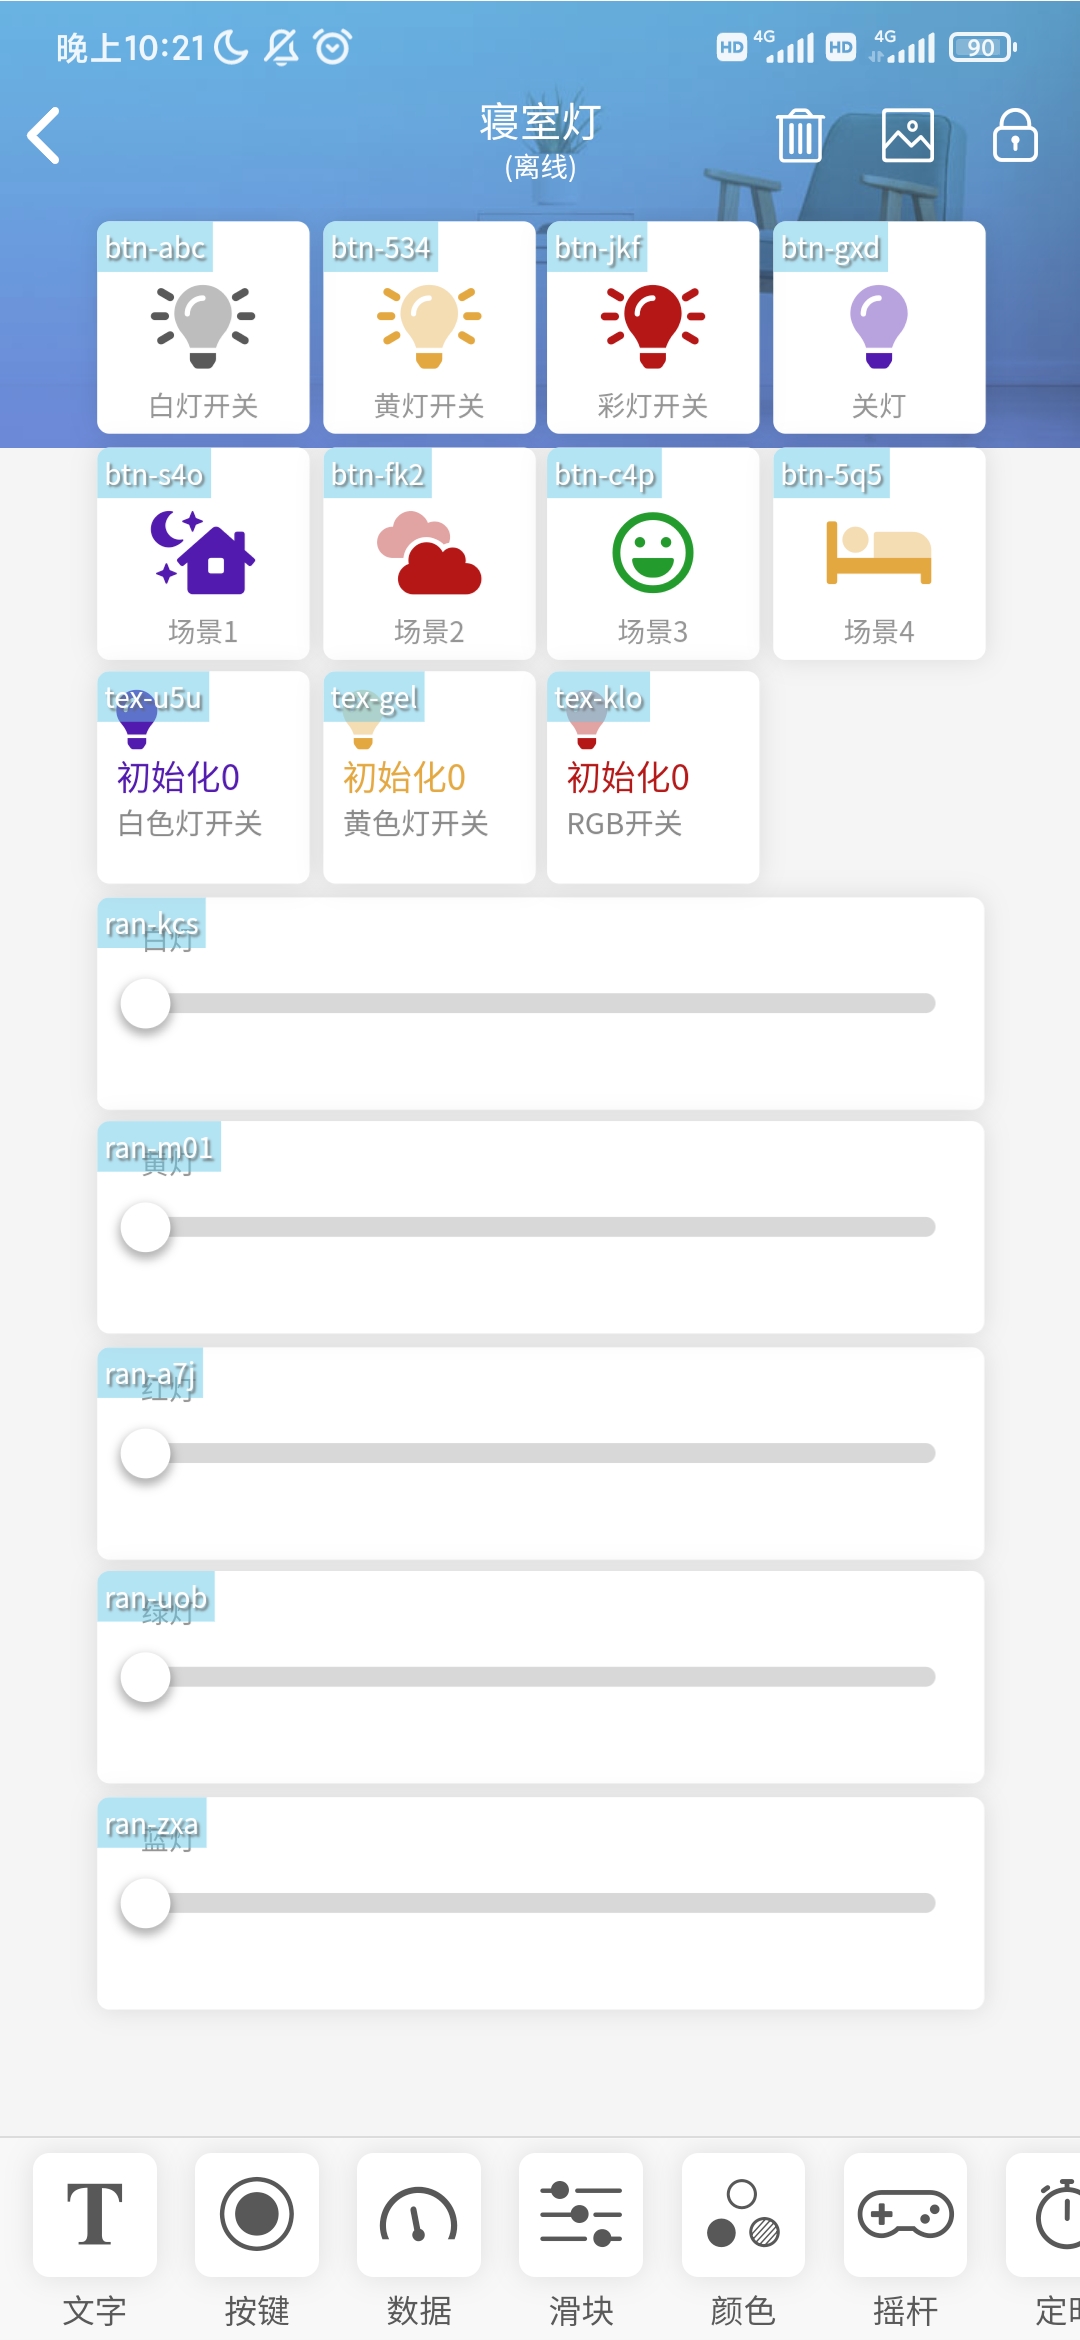 晚上10:21 HD 4G HD 4G 90
寝室灯
(离线)
btn-abc btn-534 btn-jkf btn-gxd
白灯开关 黄灯开关 彩灯开关 关灯
btn-s4o btn-fk2 btn-c4p btn-5q5
场景1 场景2 场景3 场景4
tex-u5u tex-gel tex-klo
初始化0 初始化0 初始化0
白色灯开关 黄色灯开关 RGB开关
ran-kcs
白灯
ran-m01
黄灯
ran-a7j
红灯
ran-uob
绿灯
ran-zxa
蓝灯
文字 按键 数据 滑块 颜色 摇杆 定时